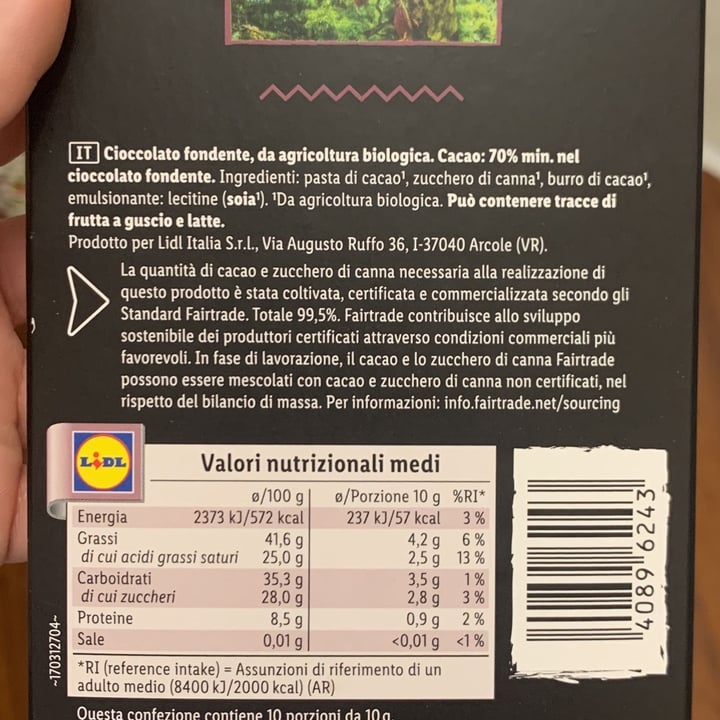 IT Cioccolato fondente, da agricoltura biologica. Cacao: 70% min. nel
cioccolato fondente. Ingredienti: pasta di cacao¹, zucchero di canna¹, burro di cacao¹,
emulsionante: lecitine (soia¹). ¹Da agricoltura biologica. Può contenere tracce di
frutta a guscio e latte.
Prodotto per Lidl Italia S.r.l., Via Augusto Ruffo 36, I-37040 Arcole (VR).
La quantità di cacao e zucchero di canna necessaria alla realizzazione di
questo prodotto è stata coltivata, certificata e commercializzata secondo gli
Standard Fairtrade. Totale 99,5%. Fairtrade contribuisce allo sviluppo
sostenibile dei produttori certificati attraverso condizioni commerciali più
favorevoli. In fase di lavorazione, il cacao e lo zucchero di canna Fairtrade
possono essere mescolati con cacao e zucchero di canna non certificati, nel
rispetto del bilancio di massa. Per informazioni: info.fairtrade.net/sourcing
LIDL
Valori nutrizionali medi
ø/100 g ø/Porzione 10 g %RI*
Energia 2373 kJ/572 kcal 237 kJ/57 kcal 3 %
Grassi 41,6 g 4,2 g 6 %
di cui acidi grassi saturi 25,0 g 2,5 g 13 %
Carboidrati 35,3 g 3,5 g 1 %
di cui zuccheri 28,0 g 2,8 g 3 %
Proteine 8,5 g 0,9 g 2 %
Sale 0,01 g <0,01 g <1 %
*RI (reference intake) = Assunzioni di riferimento di un
adulto medio (8400 kJ/2000 kcal) (AR)
Questa confezione contiene 10 porzioni da 10 g.
~170312704~
4089 6243